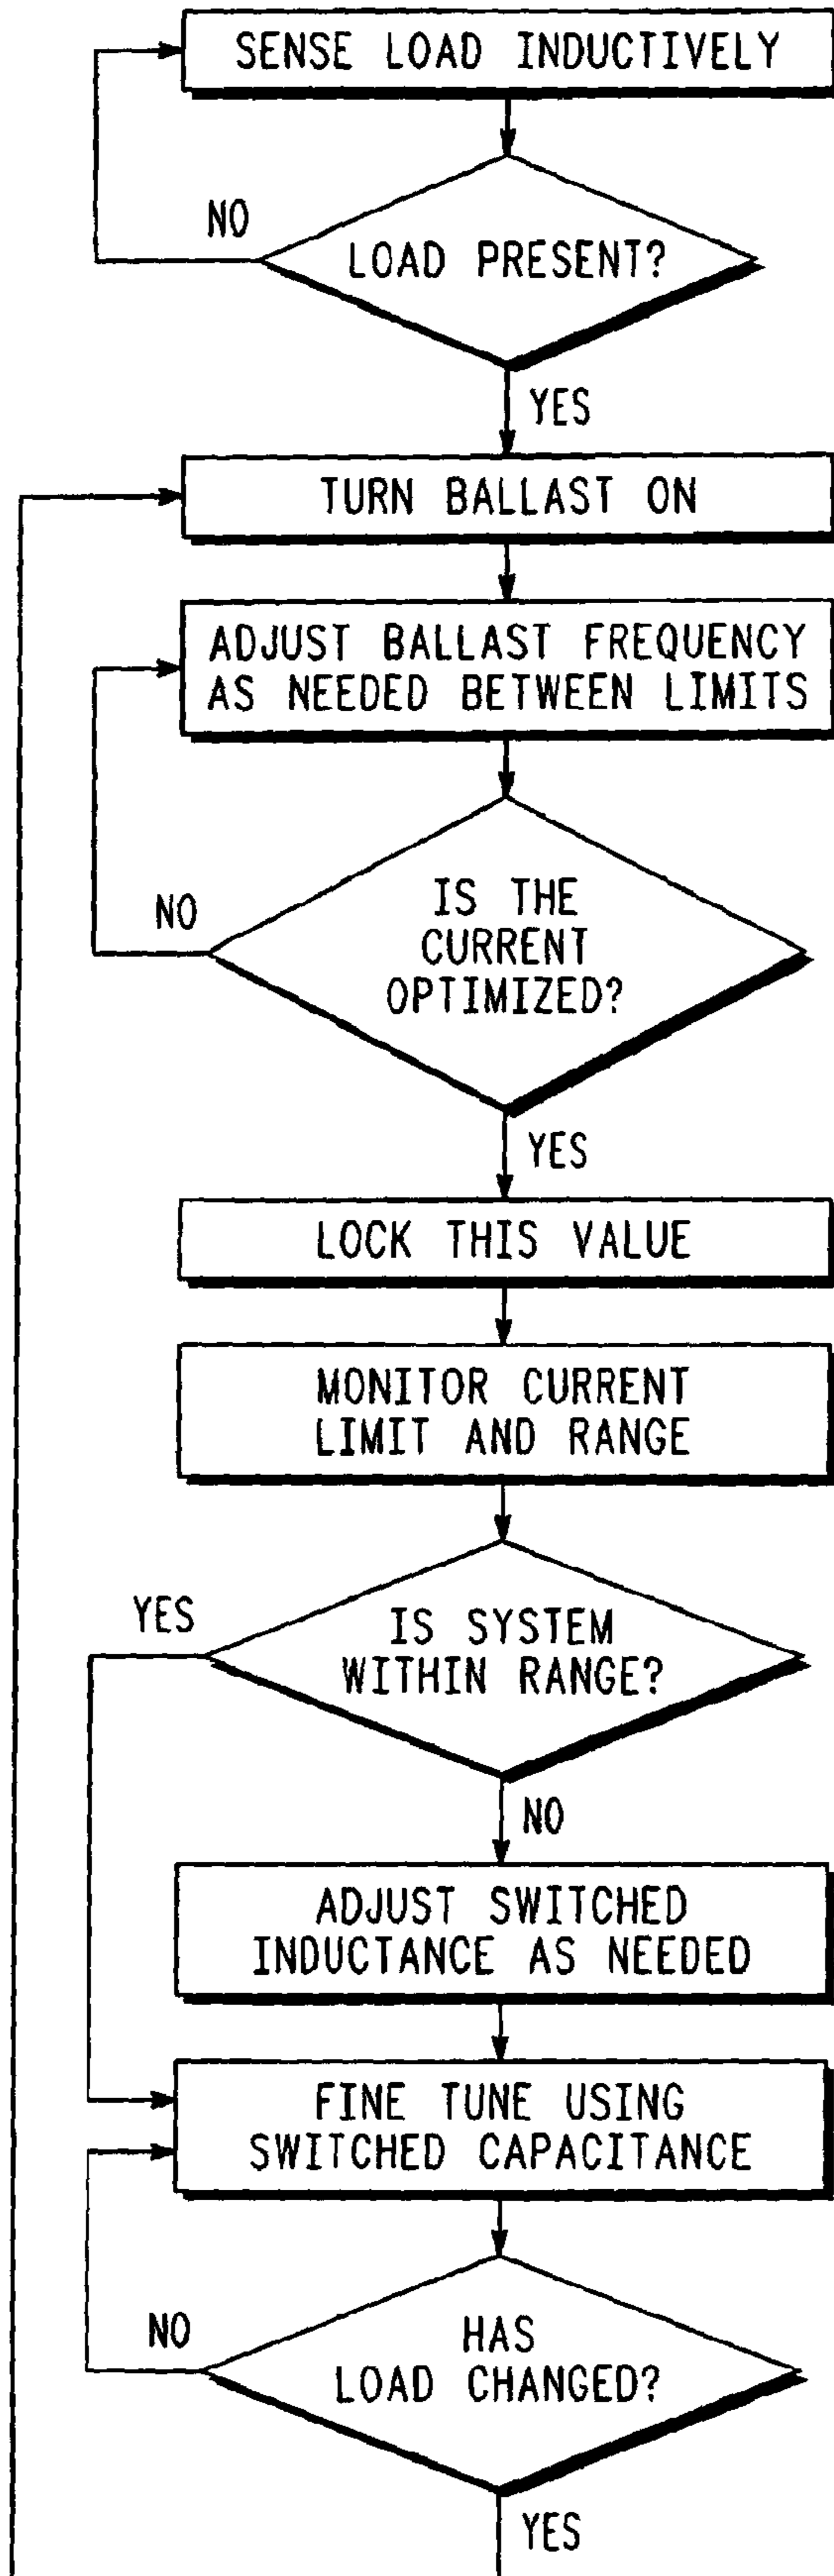 SENSE LOAD INDUCTIVELY
NO
LOAD PRESENT?
YES
TURN BALLAST ON
ADJUST BALLAST FREQUENCY
AS NEEDED BETWEEN LIMITS
NO
IS THE
CURRENT
OPTIMIZED?
YES
LOCK THIS VALUE
MONITOR CURRENT
LIMIT AND RANGE
YES
IS SYSTEM
WITHIN RANGE?
NO
ADJUST SWITCHED
INDUCTANCE AS NEEDED
FINE TUNE USING
SWITCHED CAPACITANCE
NO
HAS
LOAD CHANGED?
YES